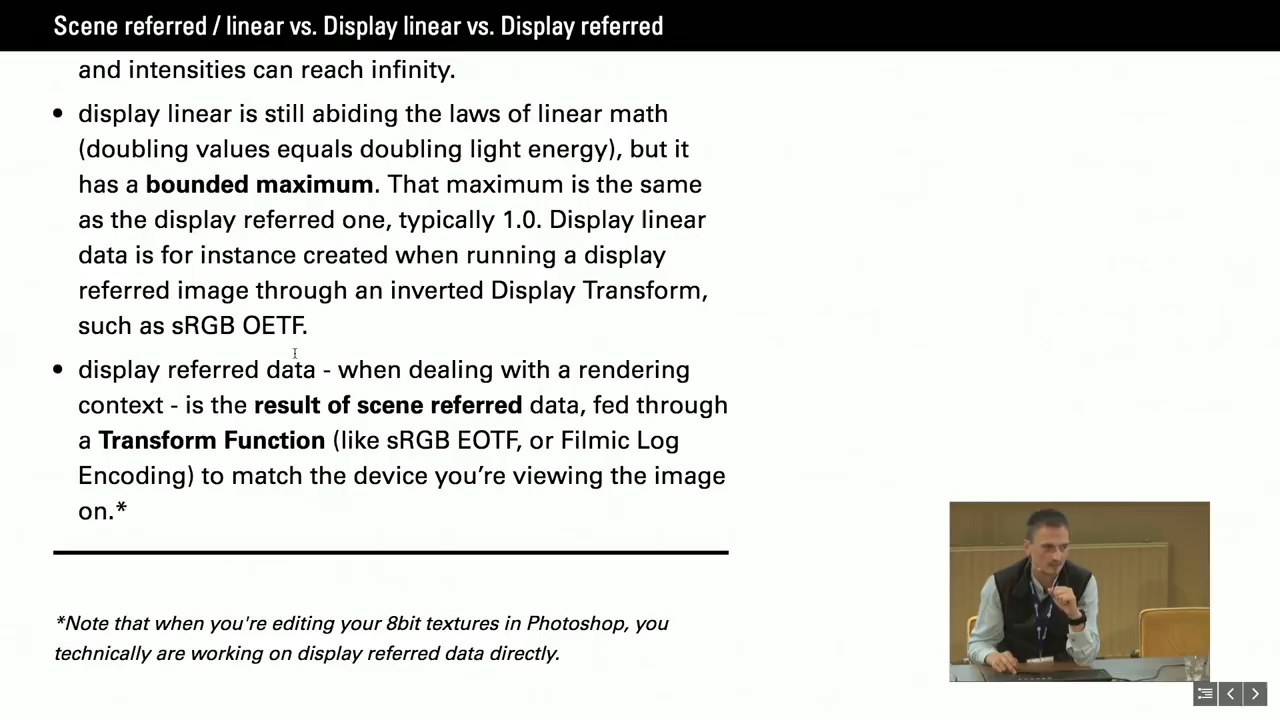 Scene referred / linear vs. Display linear vs. Display referred
and intensities can reach infinity.
• display linear is still abiding the laws of linear math
(doubling values equals doubling light energy), but it
has a bounded maximum. That maximum is the same
as the display referred one, typically 1.0. Display linear
data is for instance created when running a display
referred image through an inverted Display Transform,
such as sRGB OETF.
• display referred data - when dealing with a rendering
context - is the result of scene referred data, fed through
a Transform Function (like sRGB EOTF, or Filmic Log
Encoding) to match the device you’re viewing the image
on.*
*Note that when you're editing your 8bit textures in Photoshop, you
technically are working on display referred data directly.